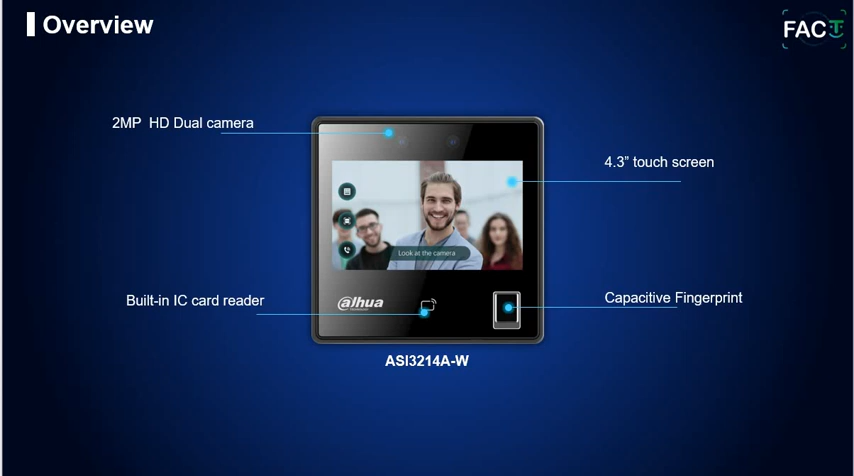 Overview
FACT
2MP HD Dual camera
4.3” touch screen
Look at the camera
Built-in IC card reader
Capacitive Fingerprint
alhua
TECHNOLOGY
ASI3214A-W